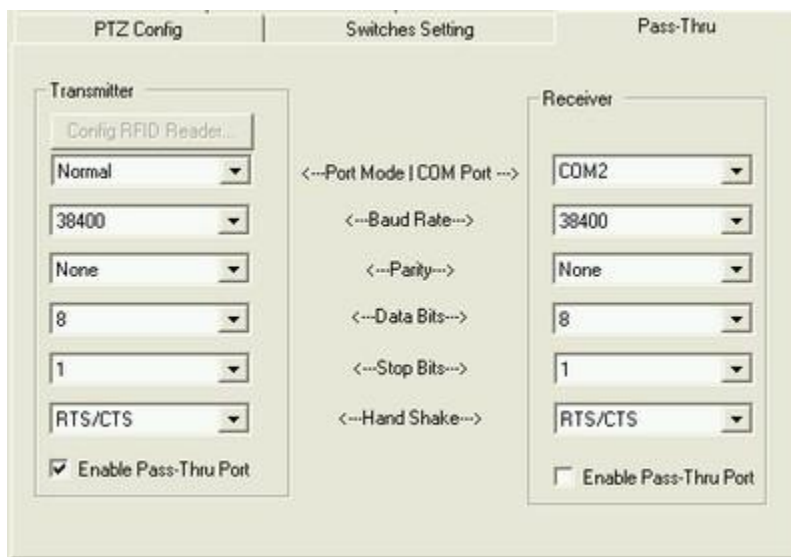 PTZ Config Switches Setting Pass-Thru
Transmitter Receiver
Config RFID Reader...
Normal <---Port Mode | COM Port ---> COM2
38400 <---Baud Rate---> 38400
None <---Parity---> None
8 <---Data Bits---> 8
1 <---Stop Bits---> 1
RTS/CTS <---Hand Shake---> RTS/CTS
Enable Pass-Thru Port Enable Pass-Thru Port